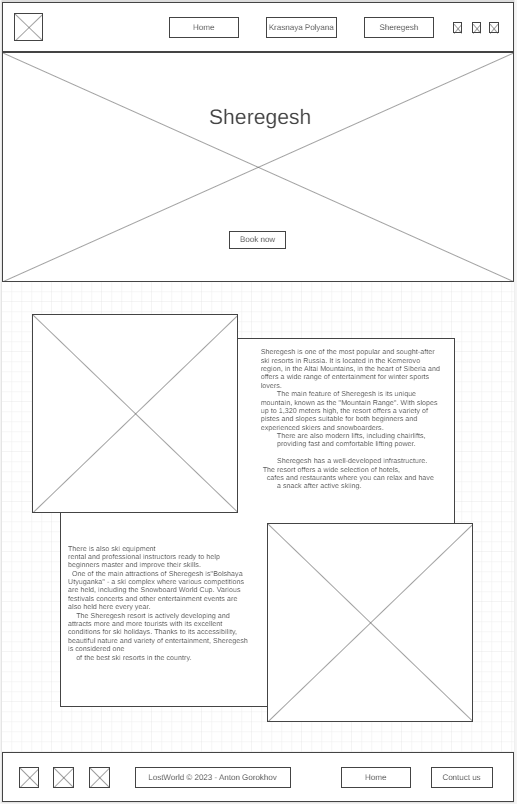 Home
Krasnaya Polyana
Sheregesh
Sheregesh
Book now
Sheregesh is one of the most popular and sought-after
ski resorts in Russia. It is located in the Kemerovo
region, in the Altai Mountains, in the heart of Siberia and
offers a wide range of entertainment for winter sports
lovers.
The main feature of Sheregesh is its unique
mountain, known as the "Mountain Range". With slopes
up to 1,320 meters high, the resort offers a variety of
pistes and slopes suitable for both beginners and
experienced skiers and snowboarders.
There are also modern lifts, including chairlifts,
providing fast and comfortable lifting power.
Sheregesh has a well-developed infrastructure.
The resort offers a wide selection of hotels,
cafes and restaurants where you can relax and have
a snack after active skiing.
There is also ski equipment
rental and professional instructors ready to help
beginners master and improve their skills.
One of the main attractions of Sheregesh is"Bolshaya
Utyuganka" - a ski complex where various competitions
are held, including the Snowboard World Cup. Various
festivals concerts and other entertainment events are
also held here every year.
The Sheregesh resort is actively developing and
attracts more and more tourists with its excellent
conditions for ski holidays. Thanks to its accessibility,
beautiful nature and variety of entertainment, Sheregesh
is considered one
of the best ski resorts in the country.
LostWorld © 2023 - Anton Gorokhov
Home
Contact us